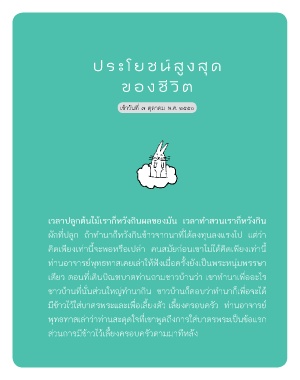 ประโยชน์สูงสุด
ของชีวิต
เช้าวันที่ ๗ ตุลาคม พ.ศ. ๒๕๕๐
เวลาปลูกต้นไม้เราก็หวังกินผลของมัน เวลาทำสวนเราก็หวังกิน
ผักที่ปลูก ถ้าทำนาก็หวังกินข้าวจากนาที่ได้ลงทุนลงแรงไป แต่ว่า
คิดเพียงเท่านี้จะพอหรือเปล่า คนสมัยก่อนเขาไม่ได้คิดเพียงเท่านี้
ท่านอาจารย์พุทธทาสเคยเล่าให้ฟังเมื่อครั้งยังเป็นพระหนุ่มพรรษา
เดียว ตอนที่เดินบิณฑบาตท่านถามชาวบ้านว่า เขาทำนาเพื่ออะไร
ชาวบ้านที่นั่นส่วนใหญ่ทำนากัน ชาวบ้านก็ตอบว่าทำนาก็เพื่อจะได้
มีข้าวไว้ใส่บาตรพระและเพื่อเลี้ยงตัว เลี้ยงครอบครัว ท่านอาจารย์
พุทธทาสเล่าว่าท่านสะดุดใจที่เขาพูดถึงการใส่บาตรพระเป็นข้อแรก
ส่วนการมีข้าวไว้เลี้ยงครอบครัวตามมาทีหลัง